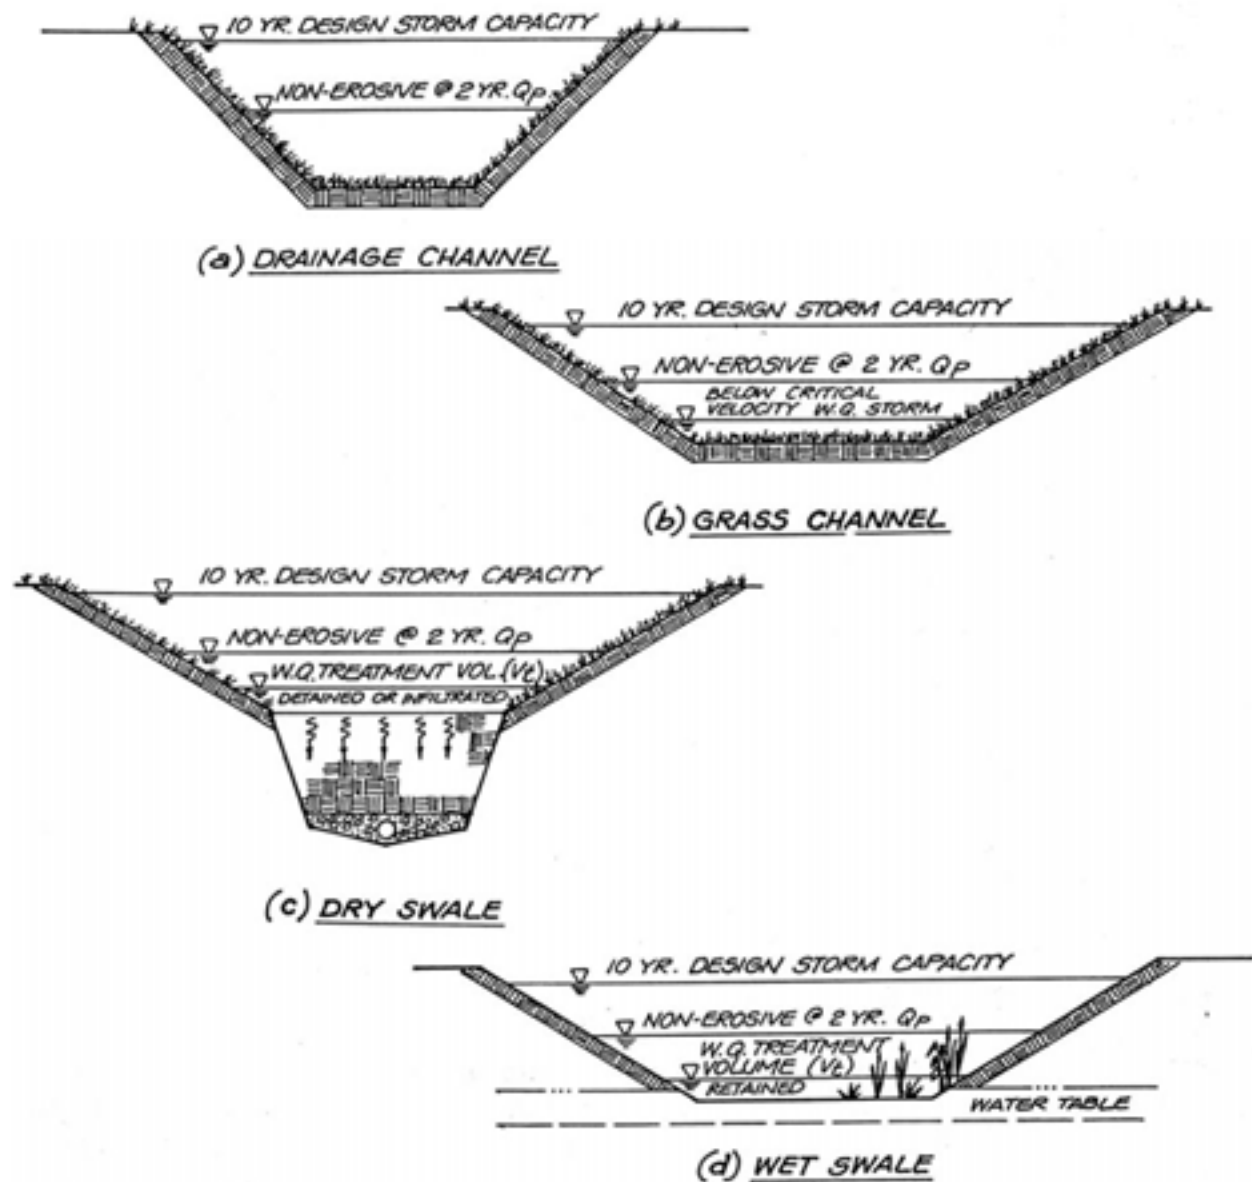 10 YR. DESIGN STORM CAPACITY
NON-EROSIVE @ 2 YR. Qp
(a) DRAINAGE CHANNEL
10 YR. DESIGN STORM CAPACITY
NON-EROSIVE @ 2 YR. Qp
BELOW CRITICAL
VELOCITY W.Q. STORM
(b) GRASS CHANNEL
10 YR. DESIGN STORM CAPACITY
NON-EROSIVE @ 2 YR. Qp
W.Q. TREATMENT VOL.(Vt)
DETAINED OR INFILTRATED
(c) DRY SWALE
10 YR. DESIGN STORM CAPACITY
NON-EROSIVE @ 2 YR. Qp
W.Q. TREATMENT
VOLUME (Vt)
RETAINED
WATER TABLE
(d) WET SWALE